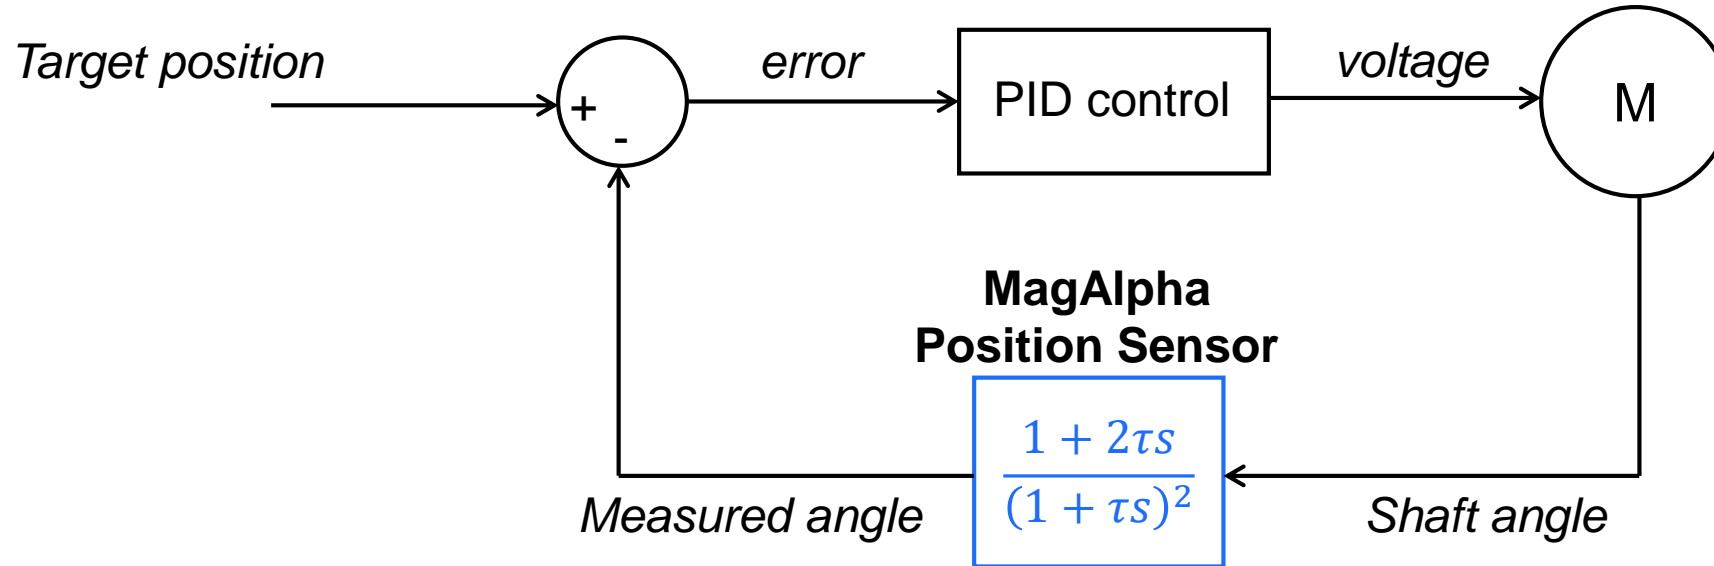 Target position
error
voltage
+
-
PID control
M
MagAlpha
Position Sensor
1 + 2τs
(1 + τs)²
Measured angle
Shaft angle